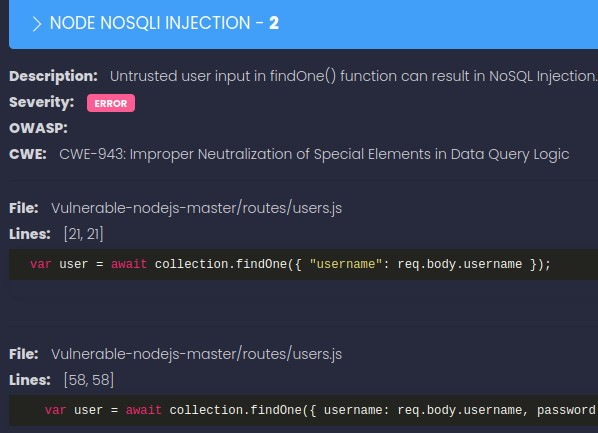 NODE NOSQLI INJECTION - 2
Description: Untrusted user input in findOne() function can result in NoSQL Injection.
Severity: ERROR
OWASP:
CWE: CWE-943: Improper Neutralization of Special Elements in Data Query Logic
File: Vulnerable-nodejs-master/routes/users.js
Lines: [21, 21]
var user = await collection.findOne({ "username": req.body.username });
File: Vulnerable-nodejs-master/routes/users.js
Lines: [58, 58]
var user = await collection.findOne({ username: req.body.username, password